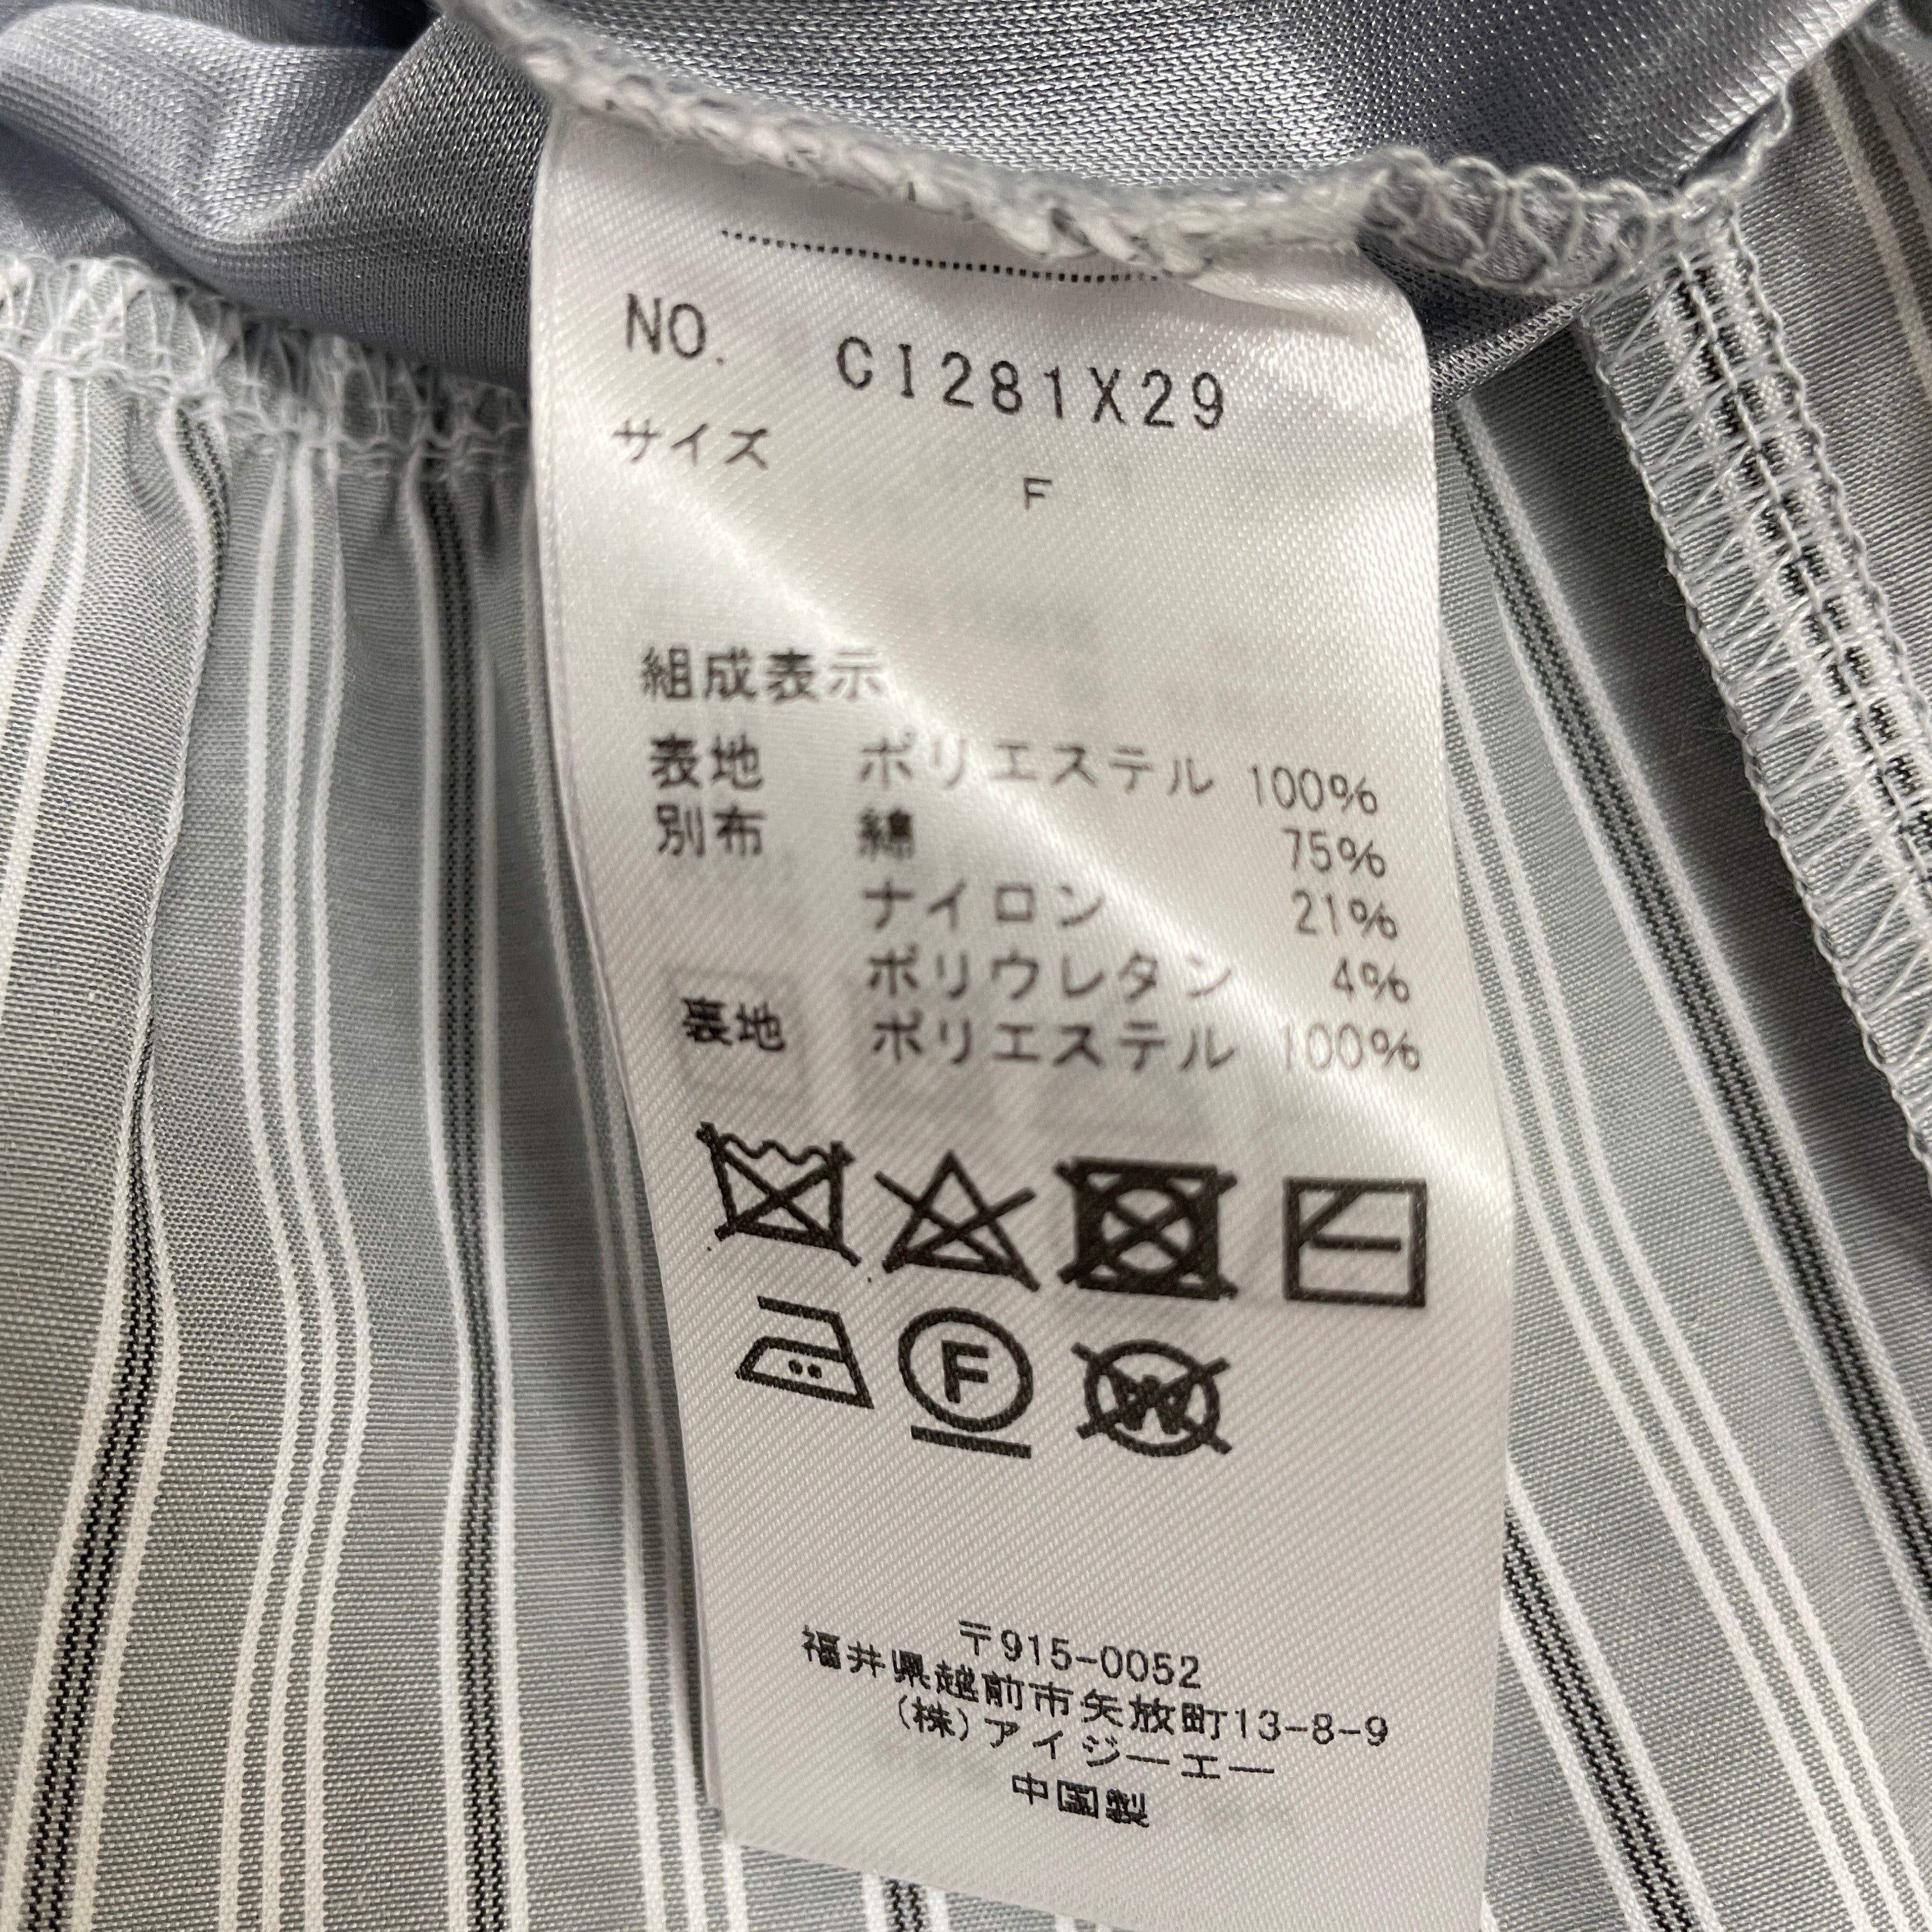 NO. CI281X29
サイズ F
組成表示
表地 ポリエステル 100%
別布 綿 75%
ナイロン 21%
ポリウレタン 4%
裏地 ポリエステル 100%
F
W
〒915-0052
福井県越前市矢放町13-8-9
(株)アイジーエー
中国製